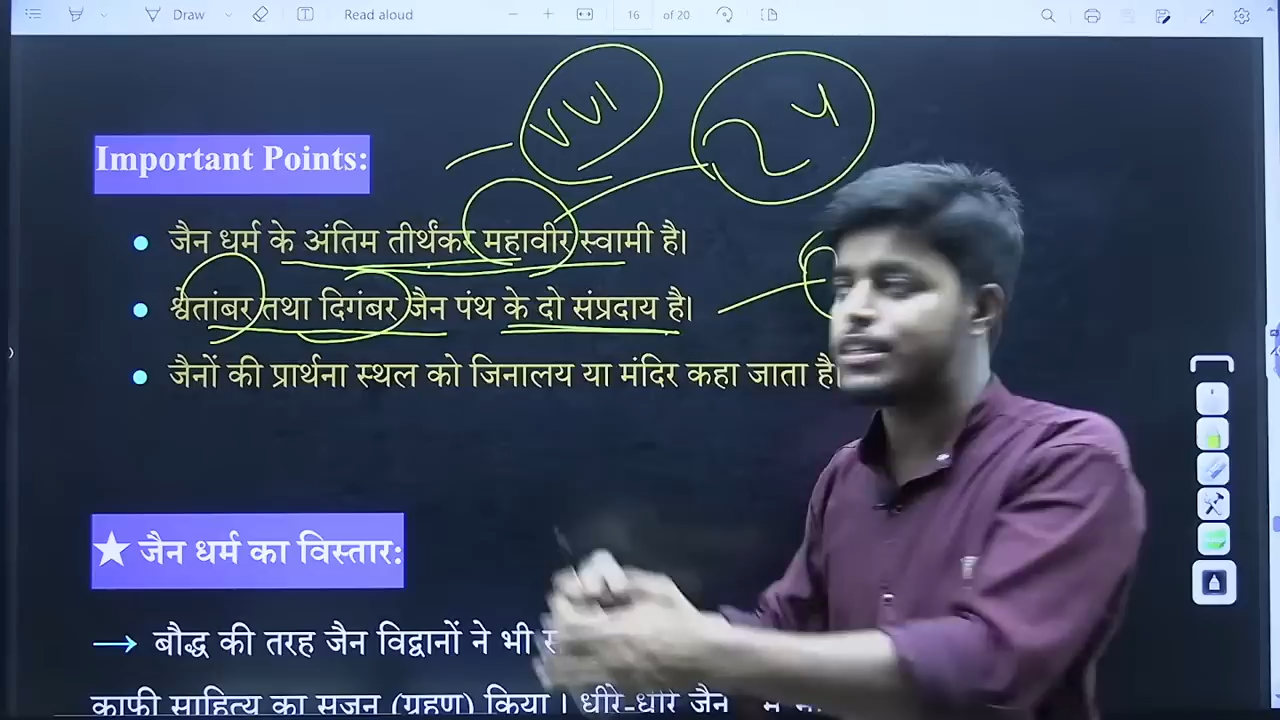 Draw
Read aloud
16 of 20
VVI
24
Important Points:
जैन धर्म के अंतिम तीर्थंकर महावीर स्वामी है।
श्वेतांबर तथा दिगंबर जैन पंथ के दो संप्रदाय है।
जैनों की प्रार्थना स्थल को जिनालय या मंदिर कहा जाता है।
★ जैन धर्म का विस्तार:
→ बौद्ध की तरह जैन विद्वानों ने भी
काफी साहित्य का सृजन (ग्रहण) किया। धीरे-धीरे जैन